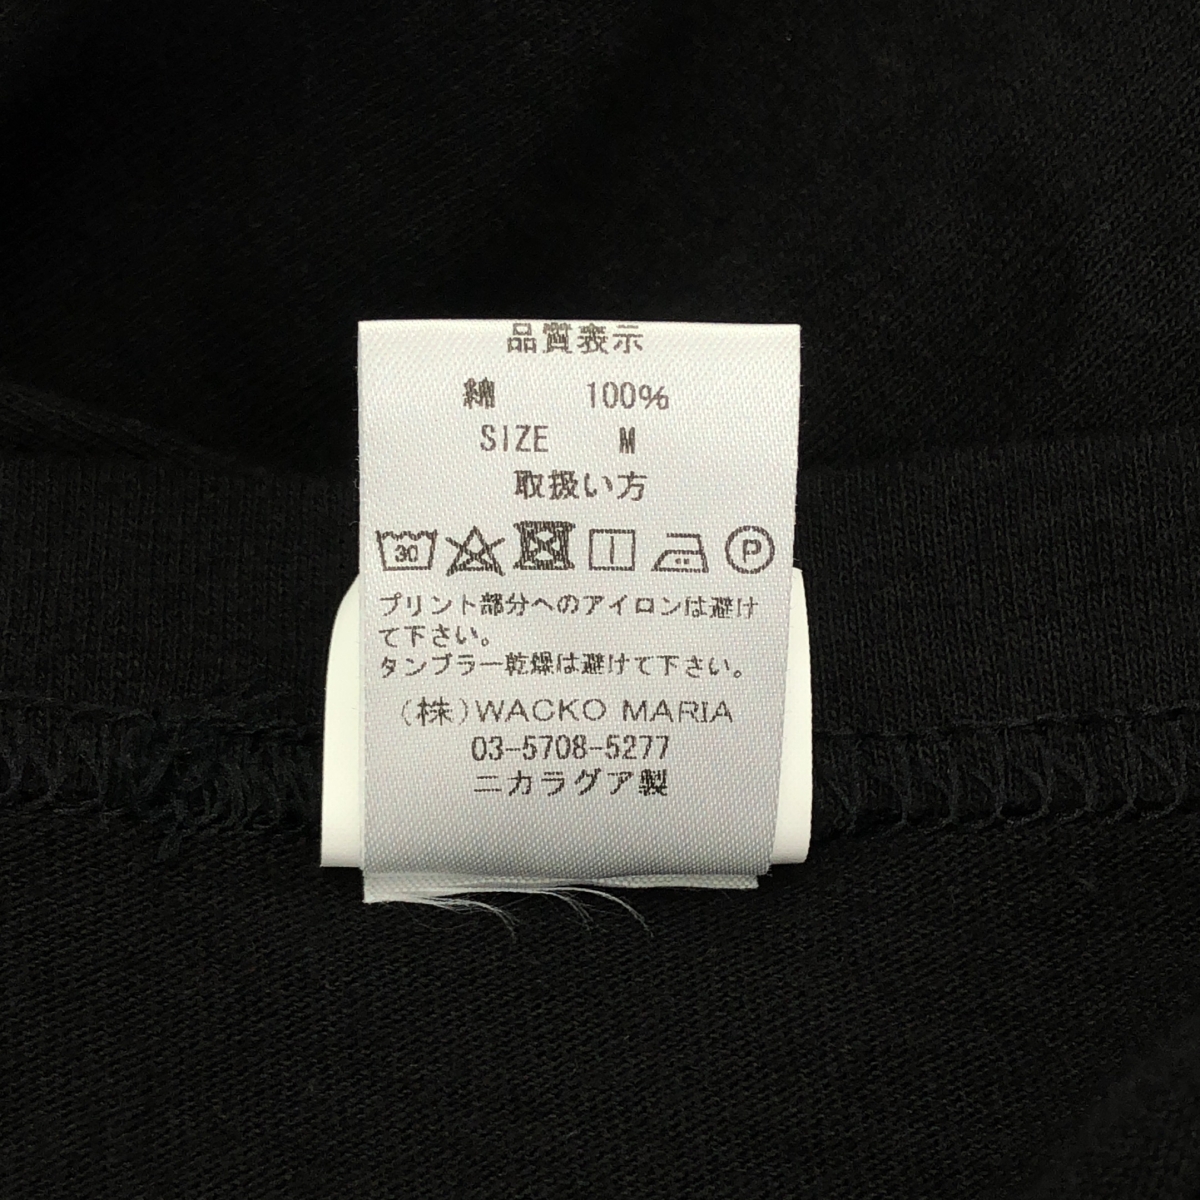 品質表示
綿 100%
SIZE M
取扱い方
30 P
プリント部分へのアイロンは避け
て下さい。
タンブラー乾燥は避けて下さい。
(株)WACKO MARIA
03-5708-5277
ニカラグア製